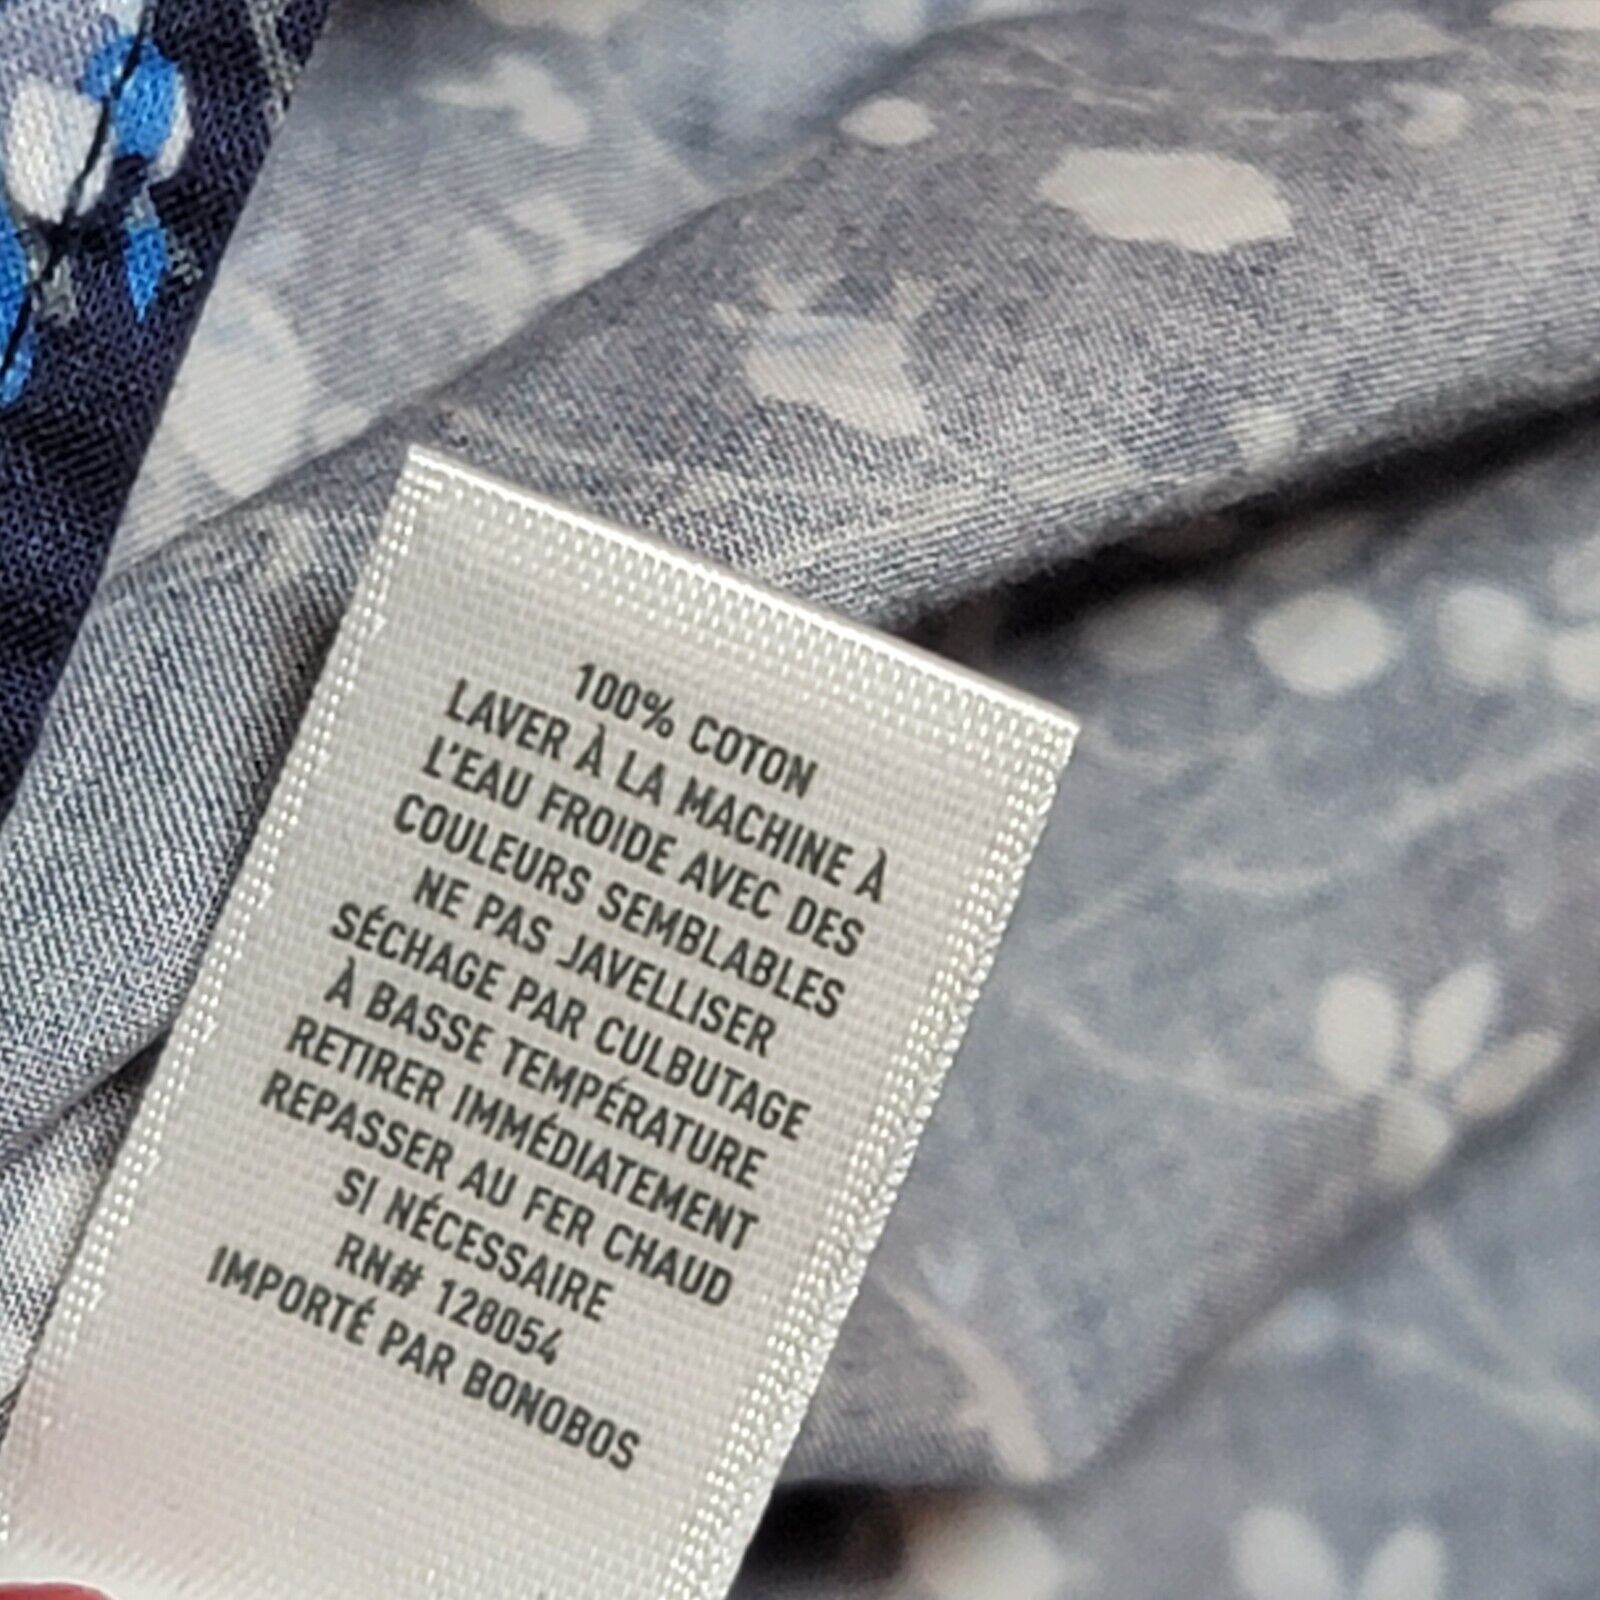 100% COTON
LAVER À LA MACHINE À
L'EAU FROIDE AVEC DES
COULEURS SEMBLABLES
NE PAS JAVELLISER
SÉCHAGE PAR CULBUTAGE
À BASSE TEMPÉRATURE
RETIRER IMMÉDIATEMENT
REPASSER AU FER CHAUD
SI NÉCESSAIRE
RN# 128054
IMPORTÉ PAR BONOBOS